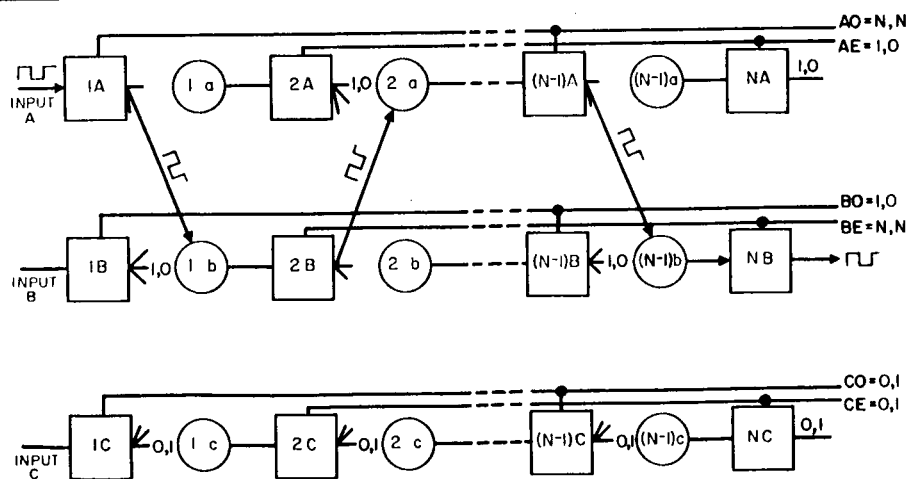 AO = N, N
AE = 1,0
INPUT A
1A
1 a
2A
1,0
2 a
(N-1)A
(N-1)a
NA
1,0
BO = 1,0
BE = N, N
INPUT B
1B
1,0
1 b
2B
2 b
(N-1)B
1,0
(N-1)b
NB
CO = 0,1
CE = 0,1
INPUT C
1C
0,1
1 c
2C
0,1
2 c
(N-1)C
0,1
(N-1)c
NC
0,1